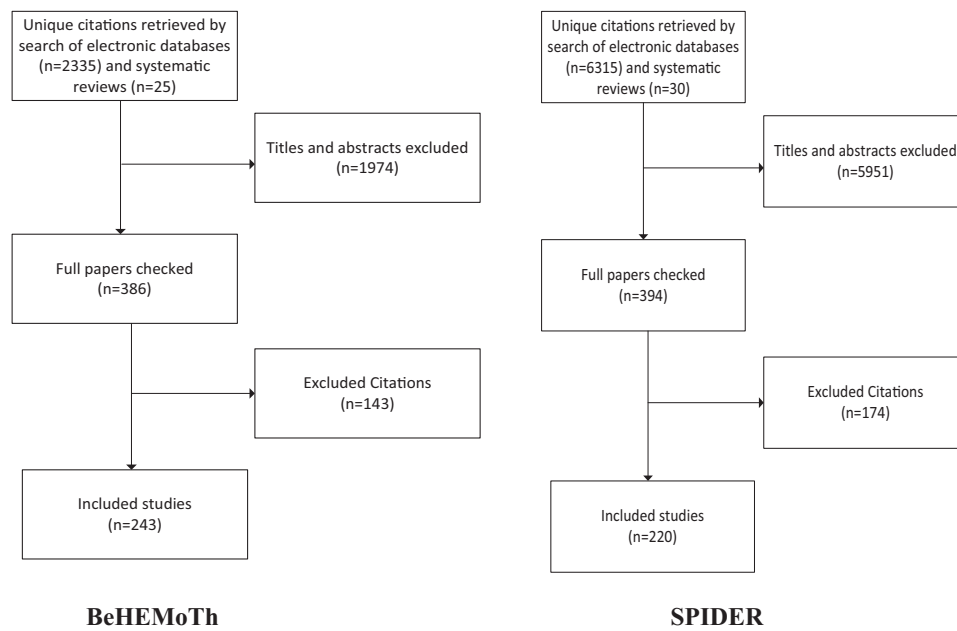 Unique citations retrieved by
search of electronic databases
(n=2335) and systematic
reviews (n=25)
Titles and abstracts excluded
(n=1974)
Full papers checked
(n=386)
Excluded Citations
(n=143)
Included studies
(n=243)
BeHEMoTh
Unique citations retrieved by
search of electronic databases
(n=6315) and systematic
reviews (n=30)
Titles and abstracts excluded
(n=5951)
Full papers checked
(n=394)
Excluded Citations
(n=174)
Included studies
(n=220)
SPIDER